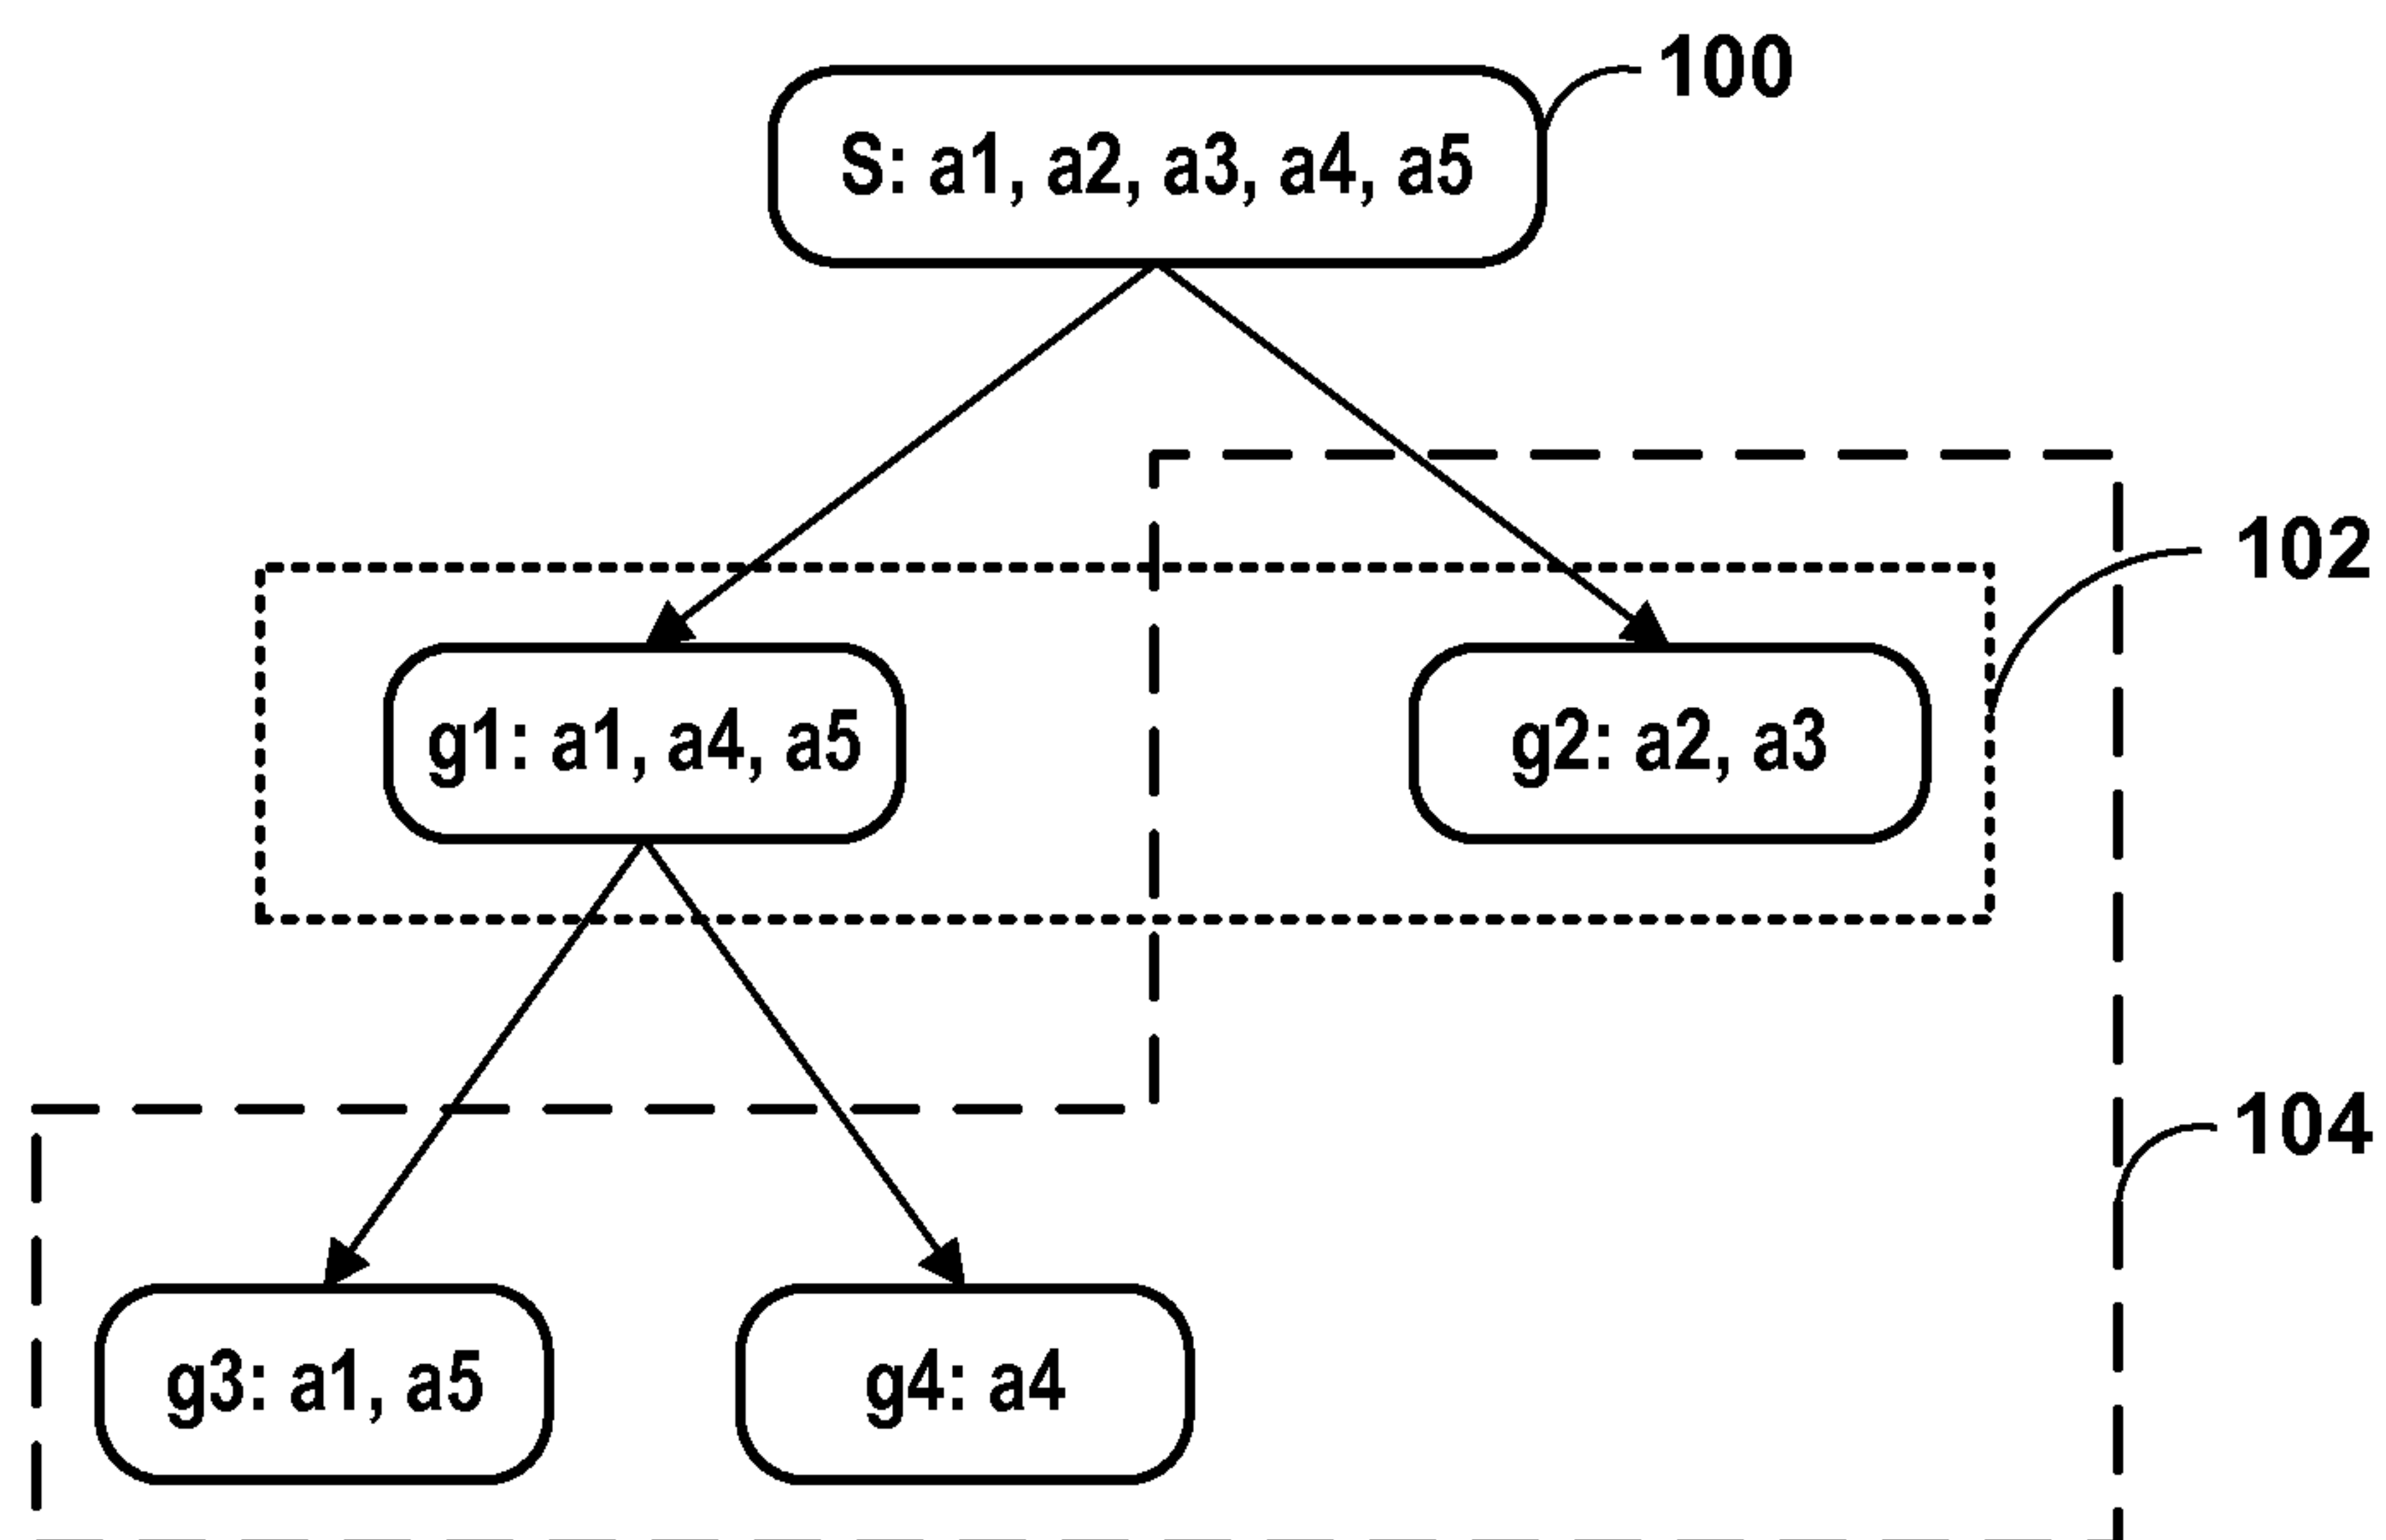 100
S: a1, a2, a3, a4, a5
102
g1: a1, a4, a5
g2: a2, a3
104
g3: a1, a5
g4: a4